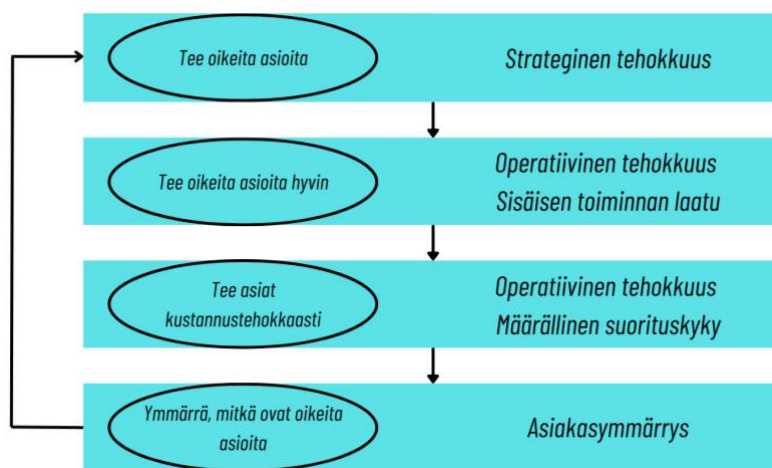 Tee oikeita asioita
Strateginen tehokkuus
Tee oikeita asioita hyvin
Operatiivinen tehokkuus
Sisäisen toiminnan laatu
Tee asiat
kustannustehokkaasti
Operatiivinen tehokkuus
Määrällinen suorituskyky
Ymmärrä, mitkä ovat oikeita
asioita
Asiakasymmärrys